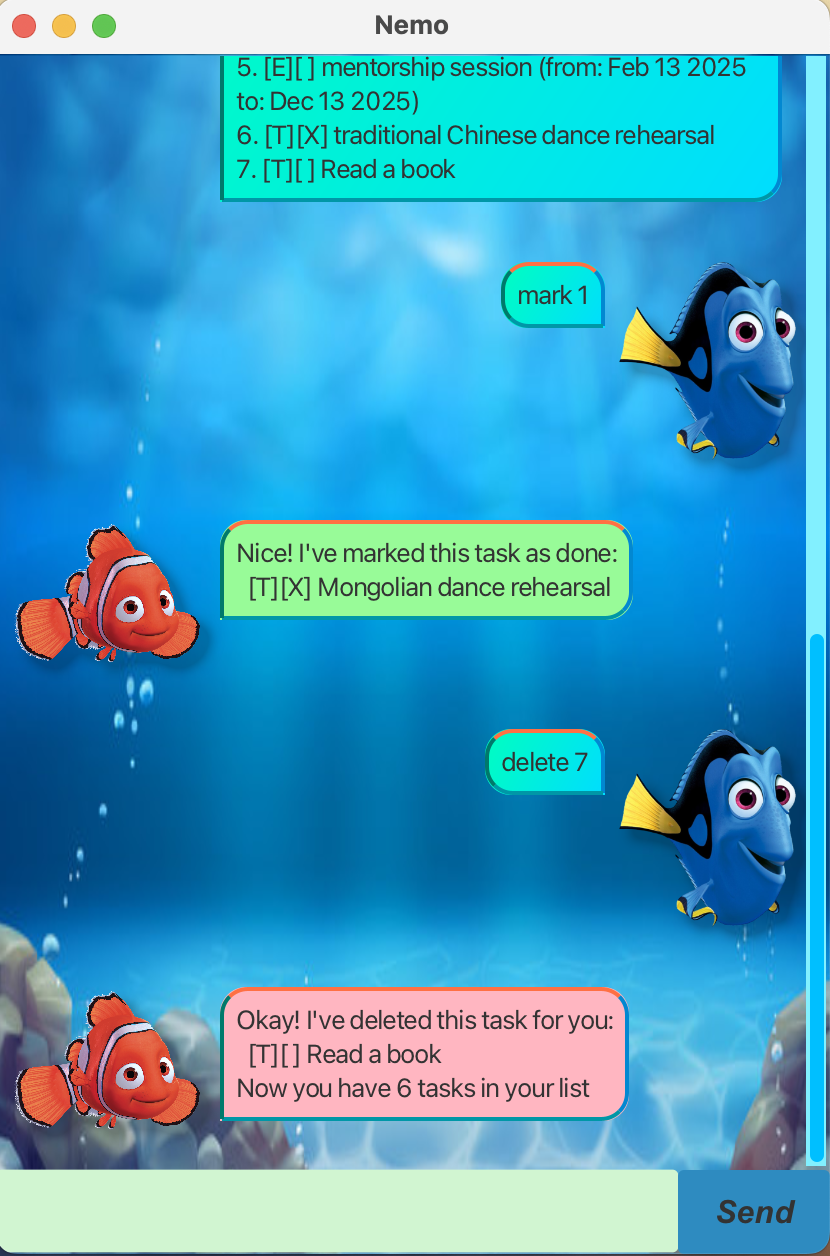 Nemo
5. [E][ ] mentorship session (from: Feb 13 2025
to: Dec 13 2025)
6. [T][X] traditional Chinese dance rehearsal
7. [T][ ] Read a book
mark 1
Nice! I've marked this task as done:
[T][X] Mongolian dance rehearsal
delete 7
Okay! I've deleted this task for you:
[T][ ] Read a book
Now you have 6 tasks in your list
Send